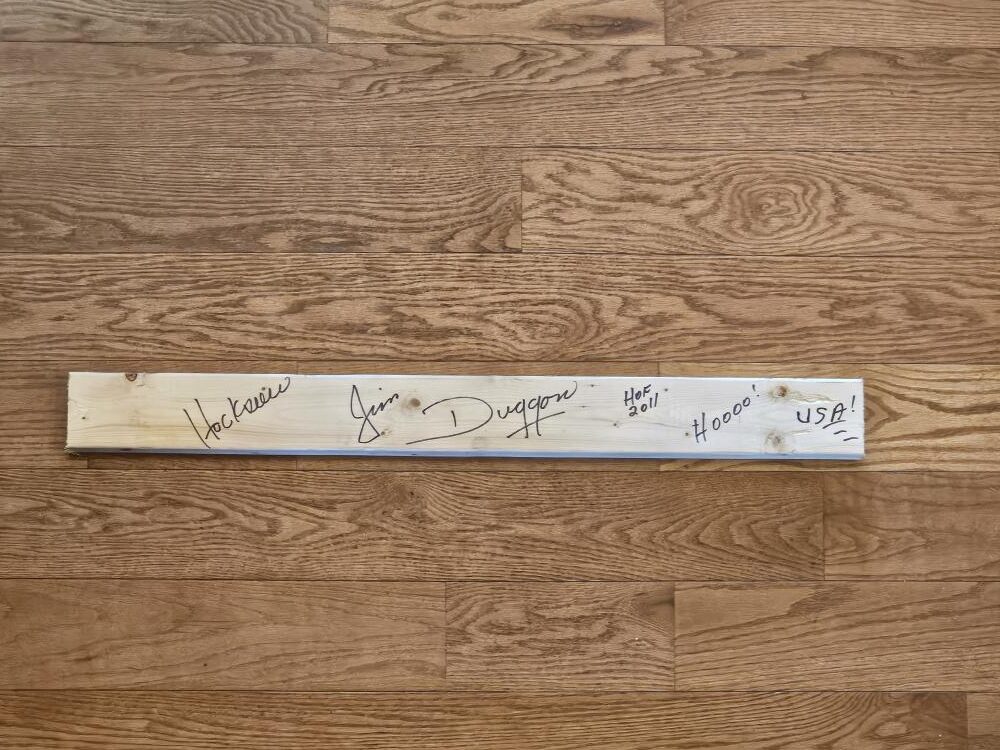 Hacksaw Jim Duggan HOF
2011
Hoooo! USA!